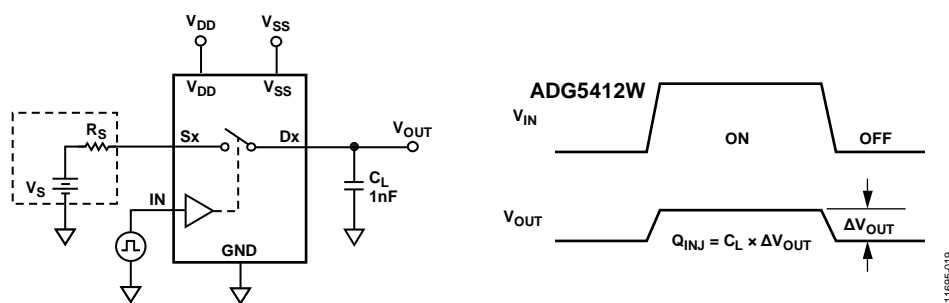 VDD VSS
VDD VSS
RS Sx Dx VOUT
VS
IN
CL
1nF
GND
ADG5412W
VIN
ON OFF
VOUT
QINJ = CL × ΔVOUT
ΔVOUT
11695-019